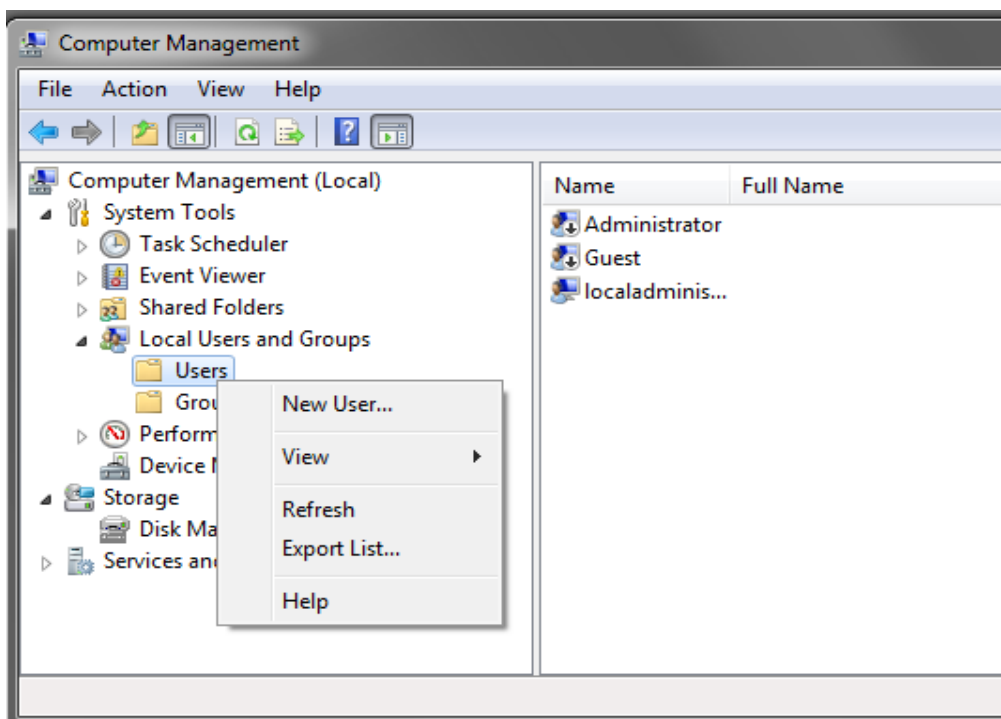 Computer Management
File Action View Help
Computer Management (Local)
System Tools
Task Scheduler
Event Viewer
Shared Folders
Local Users and Groups
Users
Grou
Perform
Device
Storage
Disk Ma
Services an
New User...
View
Refresh
Export List...
Help
Name Full Name
Administrator
Guest
localadminis...